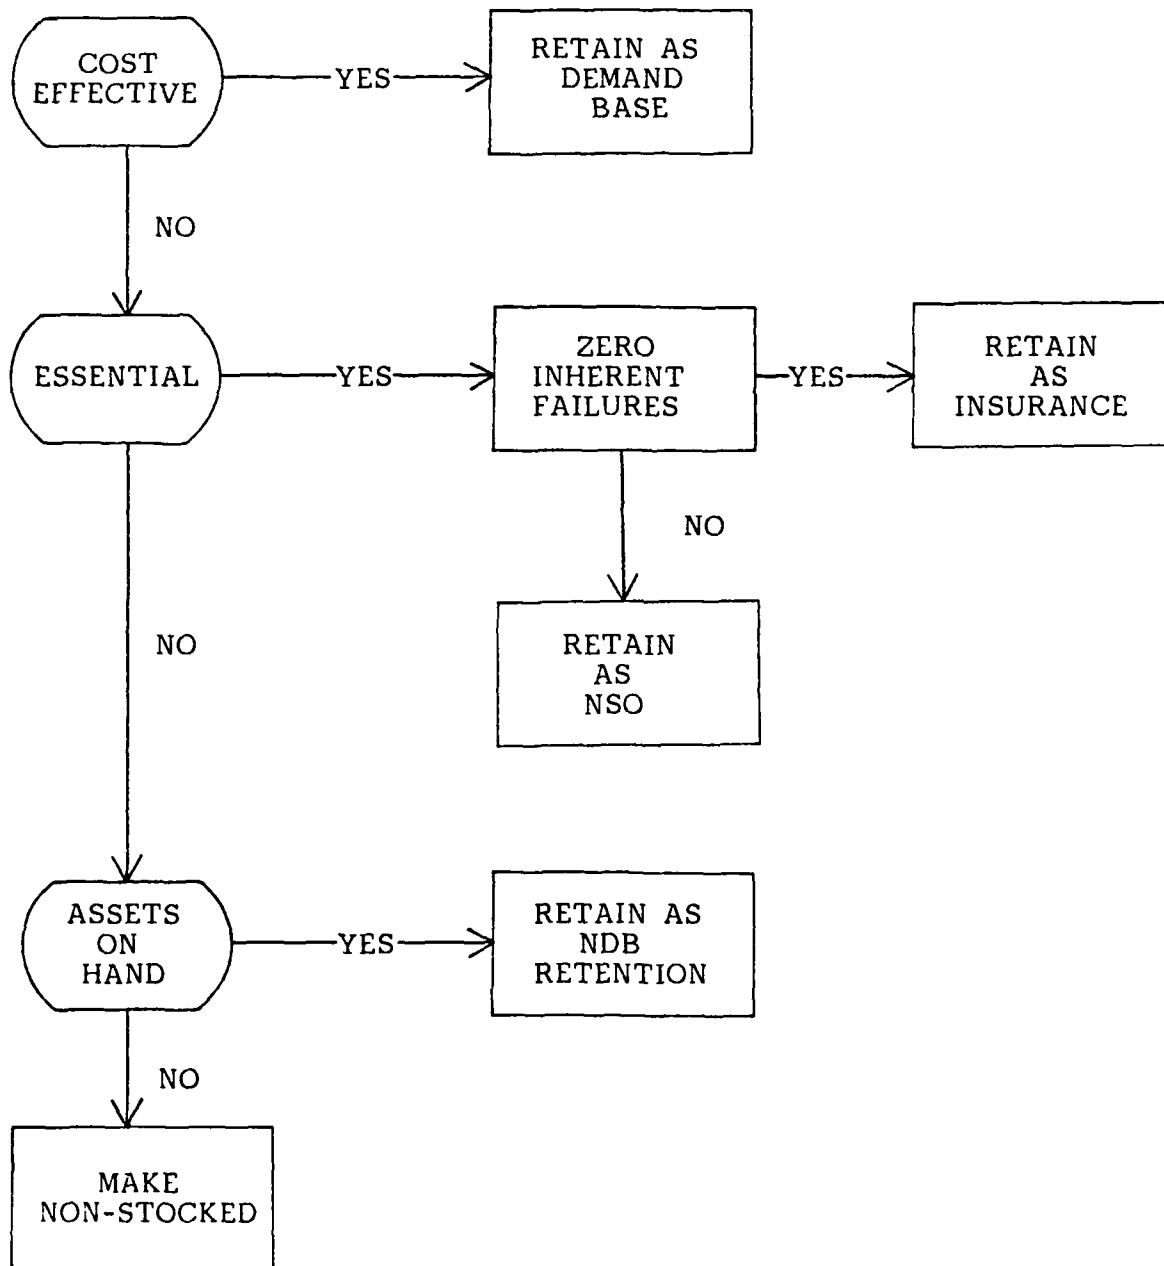 COST
EFFECTIVE
YES
RETAIN AS
DEMAND
BASE
NO
ESSENTIAL
YES
ZERO
INHERENT
FAILURES
YES
RETAIN
AS
INSURANCE
NO
RETAIN
AS
NSO
NO
ASSETS
ON
HAND
YES
RETAIN AS
NDB
RETENTION
NO
MAKE
NON-STOCKED